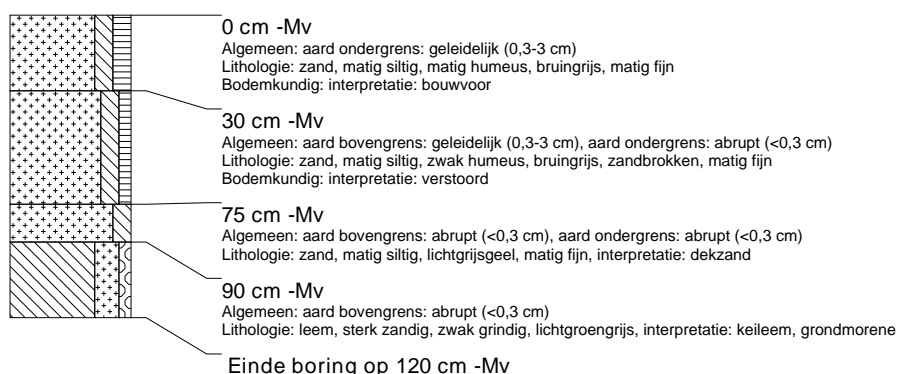 0 cm -Mv
Algemeen: aard ondergrens: geleidelijk (0,3-3 cm)
Lithologie: zand, matig siltig, matig humeus, bruingrijs, matig fijn
Bodemkundig: interpretatie: bouwvoor
30 cm -Mv
Algemeen: aard bovengrens: geleidelijk (0,3-3 cm), aard ondergrens: abrupt (<0,3 cm)
Lithologie: zand, matig siltig, zwak humeus, bruingrijs, zandbrokken, matig fijn
Bodemkundig: interpretatie: verstoord
75 cm -Mv
Algemeen: aard bovengrens: abrupt (<0,3 cm), aard ondergrens: abrupt (<0,3 cm)
Lithologie: zand, matig siltig, lichtgrijsgeel, matig fijn, interpretatie: dekzand
90 cm -Mv
Algemeen: aard bovengrens: abrupt (<0,3 cm)
Lithologie: leem, sterk zandig, zwak grindig, lichtgroengrijs, interpretatie: keileem, grondmorene
Einde boring op 120 cm -Mv